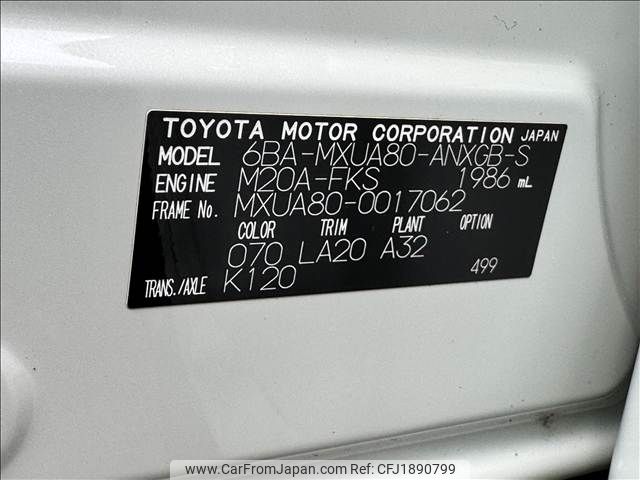 TOYOTA MOTOR CORPORATION JAPAN
MODEL 6BA-MXUA80-ANXGB-S
ENGINE M20A-FKS 1986 mL
FRAME No. MXUA80-0017062
COLOR TRIM PLANT OPTION
070 LA20 A32
TRANS./AXLE K120 499
www.CarFromJapan.com Ref: CFJ1890799